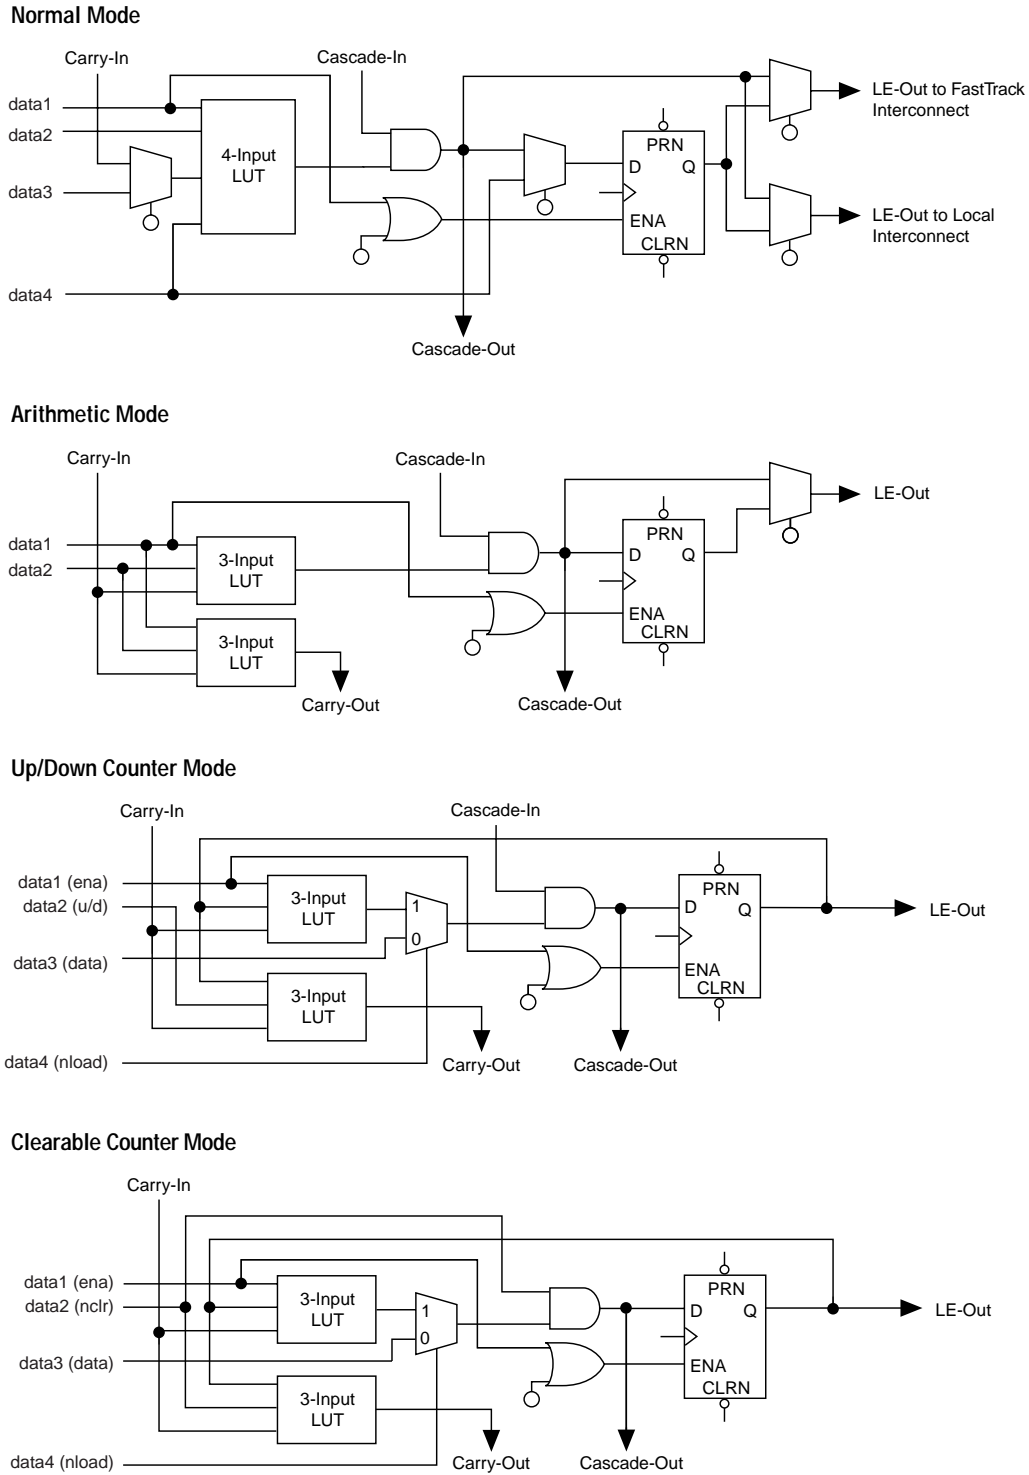 Normal Mode
Carry-In
Cascade-In
data1
data2
data3
data4
4-Input
LUT
PRN
D
Q
ENA
CLRN
LE-Out to FastTrack
Interconnect
LE-Out to Local
Interconnect
Cascade-Out
Arithmetic Mode
Carry-In
Cascade-In
data1
data2
3-Input
LUT
3-Input
LUT
PRN
D
Q
ENA
CLRN
LE-Out
Carry-Out
Cascade-Out
Up/Down Counter Mode
Carry-In
Cascade-In
data1 (ena)
data2 (u/d)
data3 (data)
data4 (nload)
3-Input
LUT
1
0
3-Input
LUT
PRN
D
Q
ENA
CLRN
LE-Out
Carry-Out
Cascade-Out
Clearable Counter Mode
Carry-In
data1 (ena)
data2 (nclr)
data3 (data)
data4 (nload)
3-Input
LUT
1
0
3-Input
LUT
PRN
D
Q
ENA
CLRN
LE-Out
Carry-Out
Cascade-Out